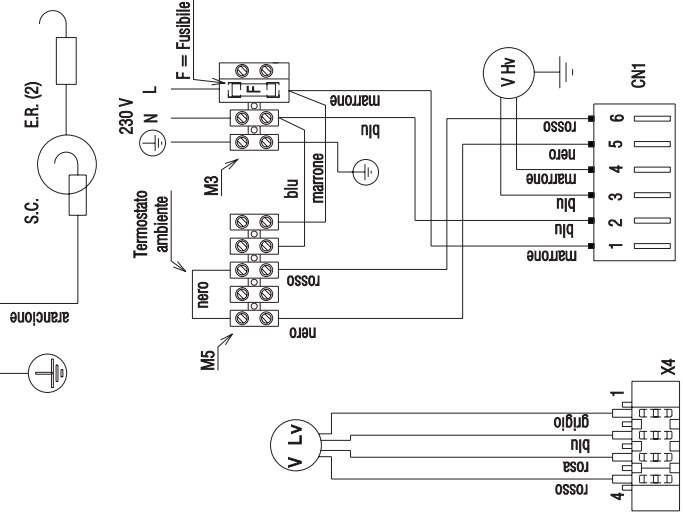 F = Fusibile
E.R. (2)
S.C.
arancione
230 V
L
N
F
marrone
blu
M3
blu
marrone
Termostato
ambiente
nero
rosso
nero
M5
V Hv
CN1
rosso
nero
marrone
blu
blu
marrone
6
5
4
3
2
1
V Lv
grigio
blu
rosa
rosso
1
4
X4